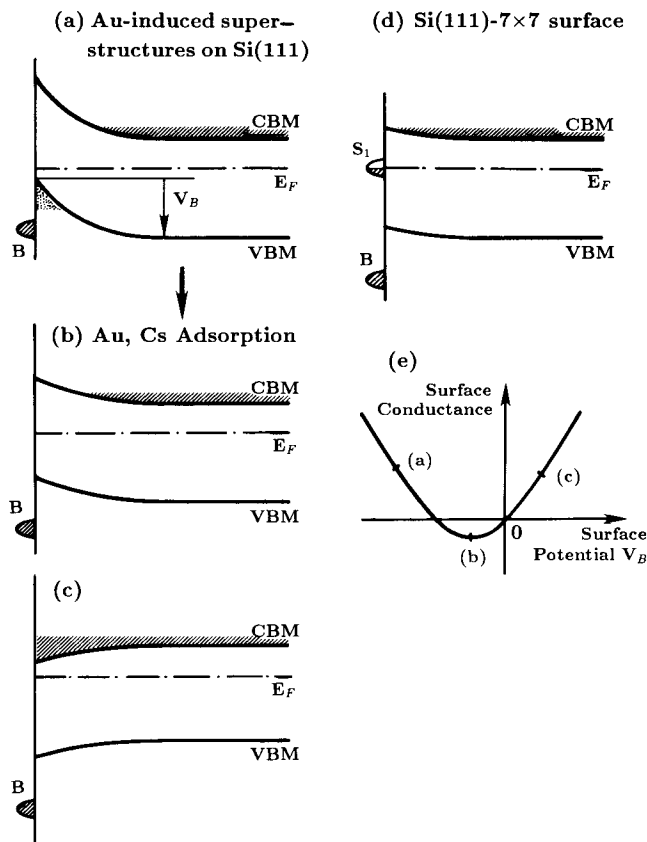 (a) Au-induced super-
structures on Si(111)
CBM
E_F
V_B
B
VBM
(b) Au, Cs Adsorption
CBM
E_F
B
VBM
(c)
CBM
E_F
VBM
B
(d) Si(111)-7×7 surface
CBM
S₁
E_F
VBM
B
(e)
Surface
Conductance
(a)
(c)
0
(b)
Surface
Potential V_B